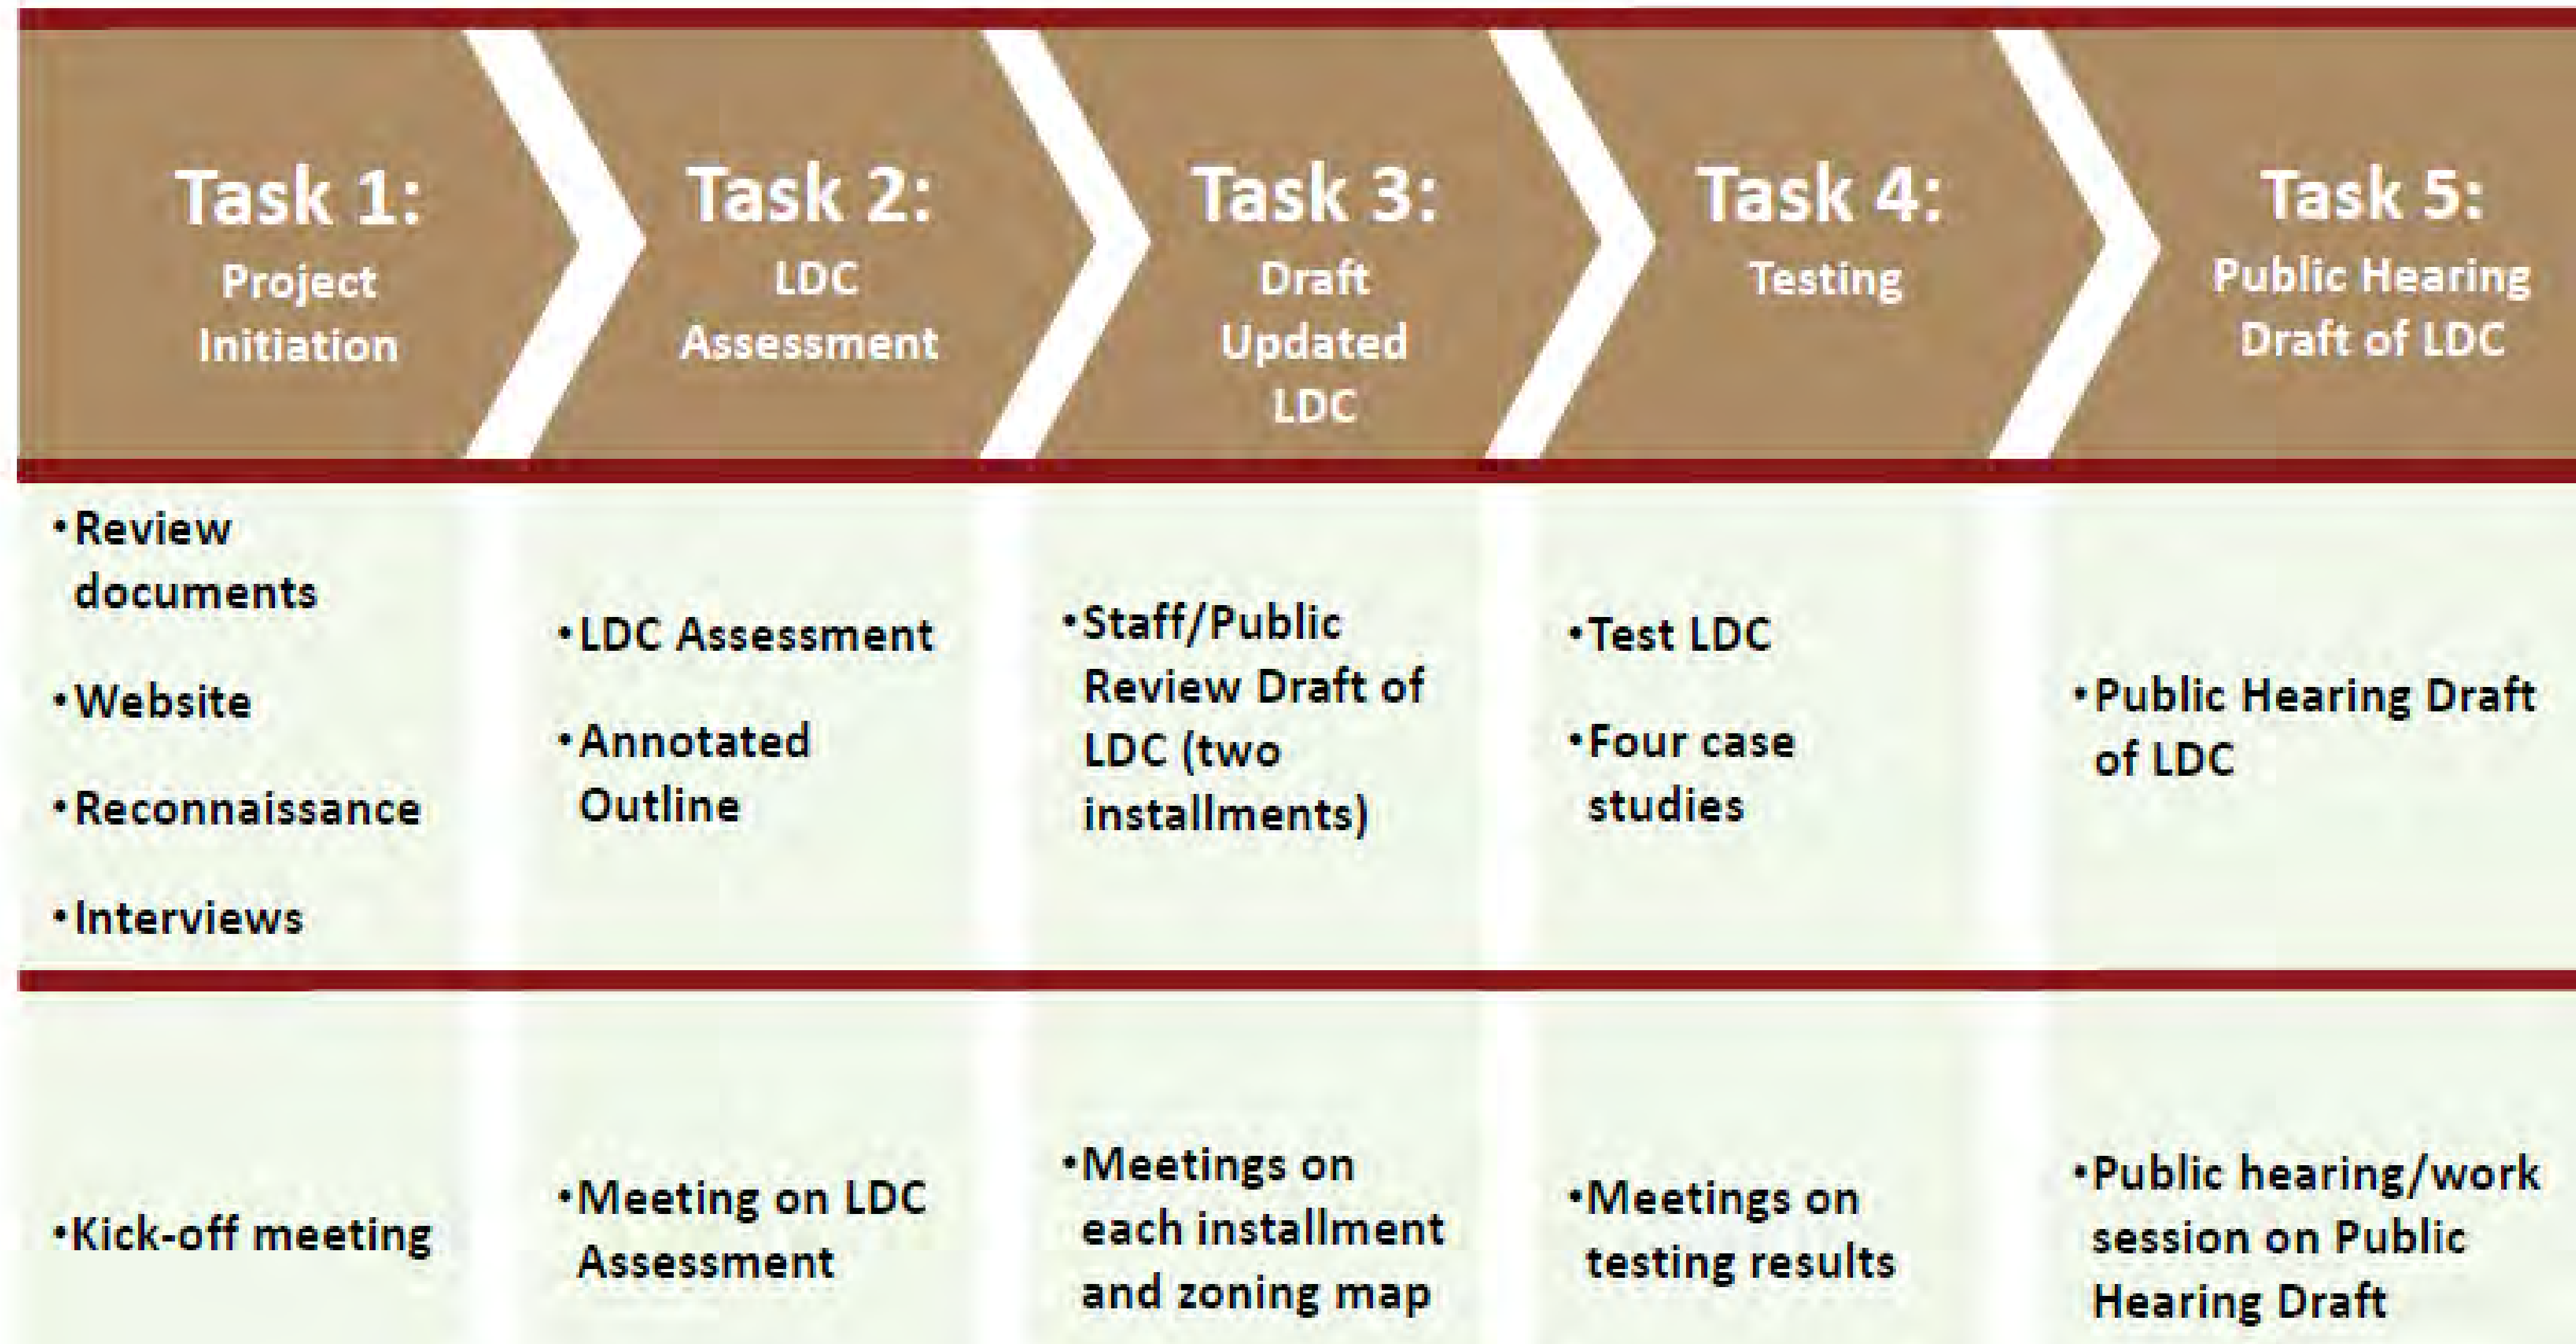 Task 1:
Project
Initiation
Task 2:
LDC
Assessment
Task 3:
Draft
Updated
LDC
Task 4:
Testing
Task 5:
Public Hearing
Draft of LDC
•Review
documents
•Website
•Reconnaissance
•Interviews
•LDC Assessment
•Annotated
Outline
•Staff/Public
Review Draft of
LDC (two
installments)
•Test LDC
•Four case
studies
•Public Hearing Draft
of LDC
•Kick-off meeting
•Meeting on LDC
Assessment
•Meetings on
each installment
and zoning map
•Meetings on
testing results
•Public hearing/work
session on Public
Hearing Draft